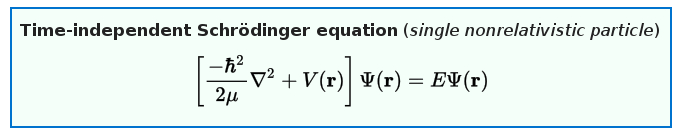 Time-independent Schrödinger equation (single nonrelativistic particle)
[−ħ²/2μ ∇² + V(r)] Ψ(r) = EΨ(r)